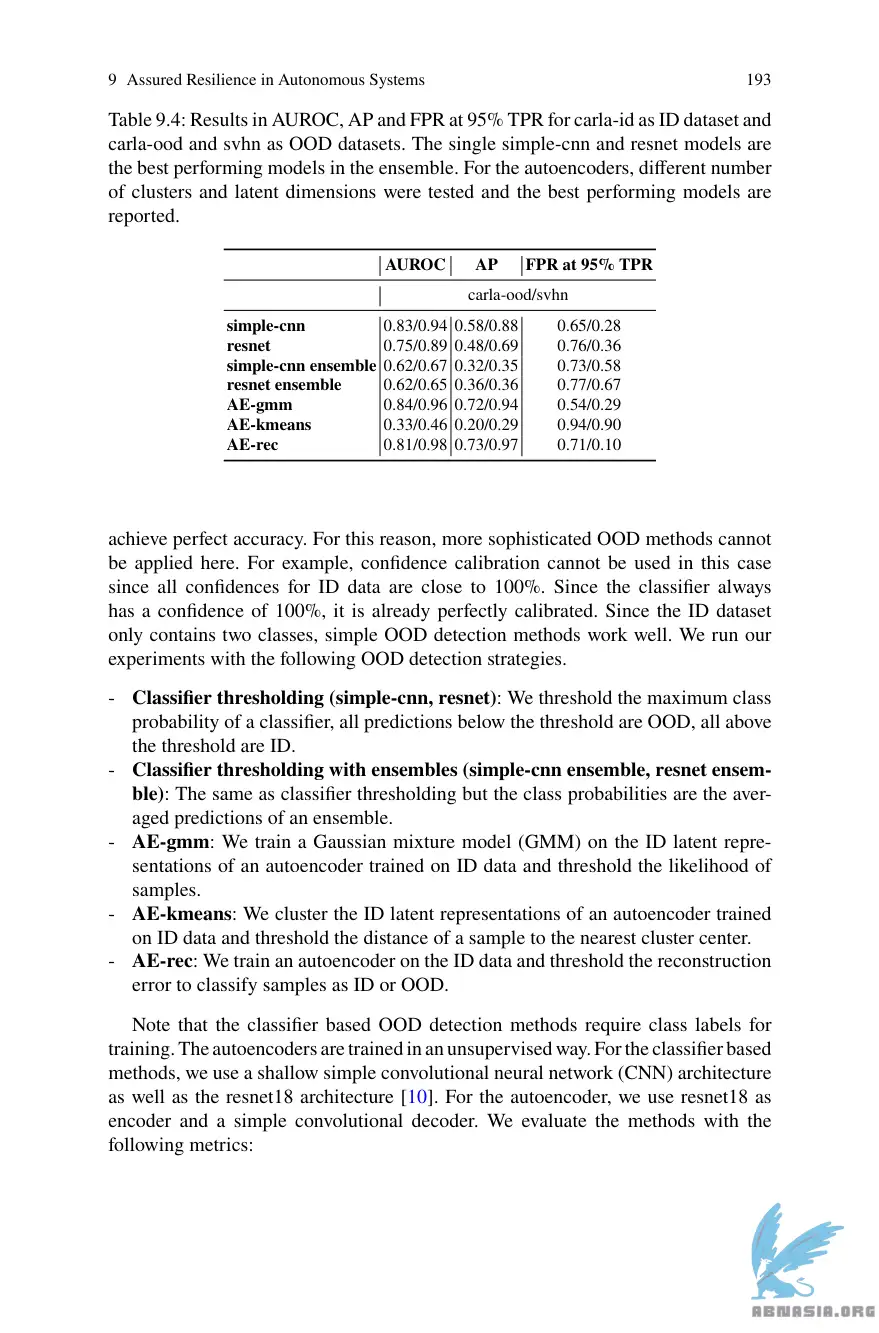 9 Assured Resilience in Autonomous Systems 193
Table 9.4: Results in AUROC, AP and FPR at 95% TPR for carla-id as ID dataset and
carla-ood and svhn as OOD datasets. The single simple-cnn and resnet models are
the best performing models in the ensemble. For the autoencoders, different number
of clusters and latent dimensions were tested and the best performing models are
reported.
AUROC AP FPR at 95% TPR
carla-ood/svhn
simple-cnn 0.83/0.94 0.58/0.88 0.65/0.28
resnet 0.75/0.89 0.48/0.69 0.76/0.36
simple-cnn ensemble 0.62/0.67 0.32/0.35 0.73/0.58
resnet ensemble 0.62/0.65 0.36/0.36 0.77/0.67
AE-gmm 0.84/0.96 0.72/0.94 0.54/0.29
AE-kmeans 0.33/0.46 0.20/0.29 0.94/0.90
AE-rec 0.81/0.98 0.73/0.97 0.71/0.10
achieve perfect accuracy. For this reason, more sophisticated OOD methods cannot
be applied here. For example, confidence calibration cannot be used in this case
since all confidences for ID data are close to 100%. Since the classifier always
has a confidence of 100%, it is already perfectly calibrated. Since the ID dataset
only contains two classes, simple OOD detection methods work well. We run our
experiments with the following OOD detection strategies.
- Classifier thresholding (simple-cnn, resnet): We threshold the maximum class
probability of a classifier, all predictions below the threshold are OOD, all above
the threshold are ID.
- Classifier thresholding with ensembles (simple-cnn ensemble, resnet ensem-
ble): The same as classifier thresholding but the class probabilities are the aver-
aged predictions of an ensemble.
- AE-gmm: We train a Gaussian mixture model (GMM) on the ID latent repre-
sentations of an autoencoder trained on ID data and threshold the likelihood of
samples.
- AE-kmeans: We cluster the ID latent representations of an autoencoder trained
on ID data and threshold the distance of a sample to the nearest cluster center.
- AE-rec: We train an autoencoder on the ID data and threshold the reconstruction
error to classify samples as ID or OOD.
Note that the classifier based OOD detection methods require class labels for
training. The autoencoders are trained in an unsupervised way. For the classifier based
methods, we use a shallow simple convolutional neural network (CNN) architecture
as well as the resnet18 architecture [10]. For the autoencoder, we use resnet18 as
encoder and a simple convolutional decoder. We evaluate the methods with the
following metrics:
ABNASIA.ORG